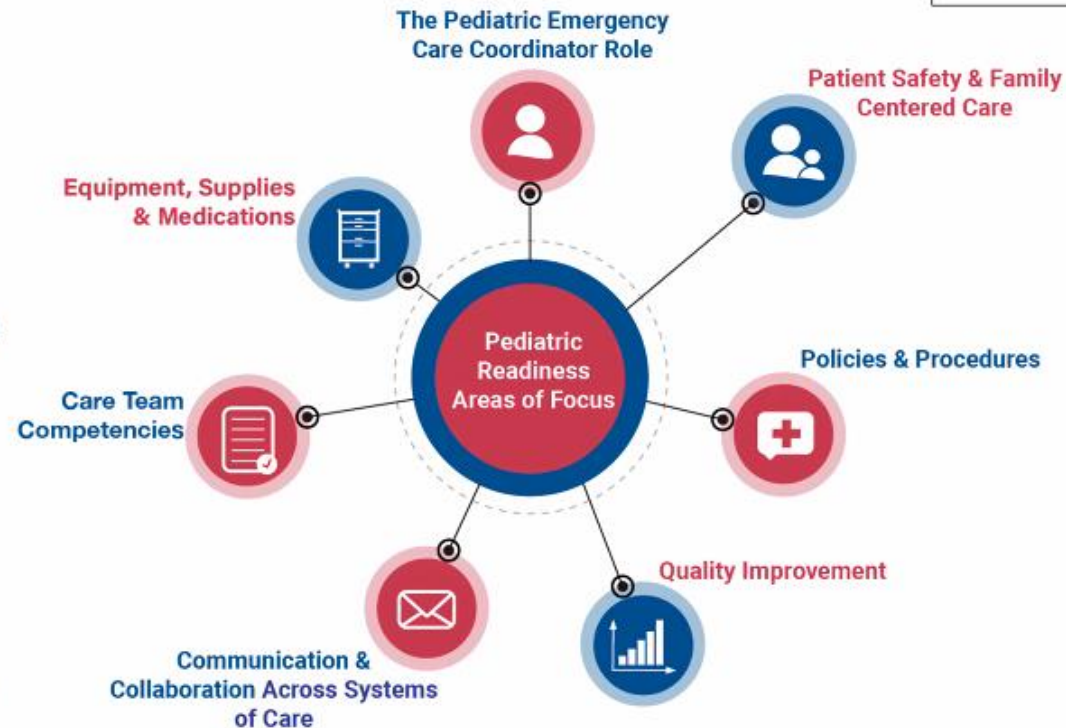 The Pediatric Emergency
Care Coordinator Role
Patient Safety & Family
Centered Care
Equipment, Supplies
& Medications
Pediatric
Readiness
Areas of Focus
Policies & Procedures
Care Team
Competencies
Quality Improvement
Communication &
Collaboration Across Systems
of Care